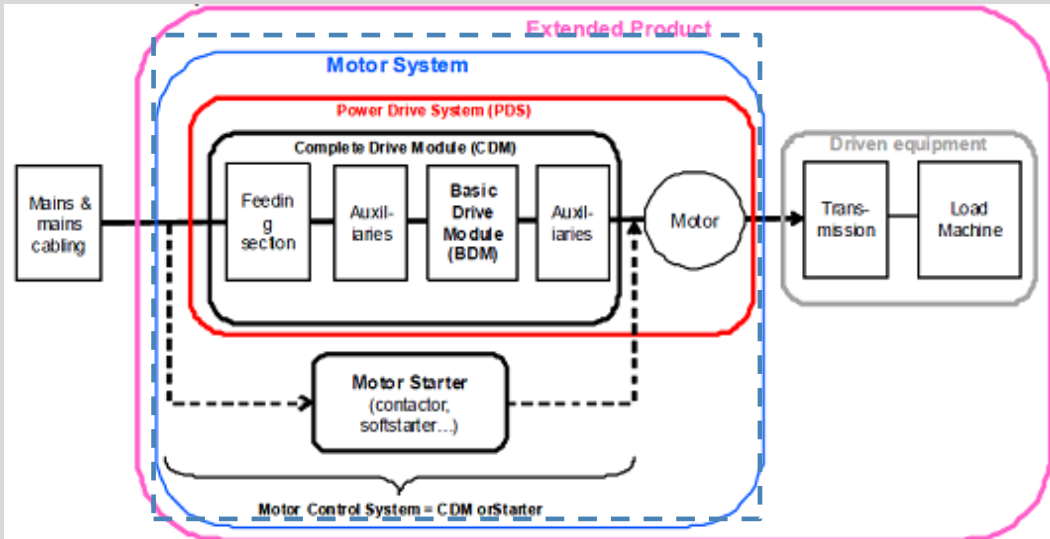 Extended Product
Motor System
Power Drive System (PDS)
Complete Drive Module (CDM)
Driven equipment
Mains &
mains
cabling
Feedin
g
section
Auxil-
iaries
Basic
Drive
Module
(BDM)
Auxil-
iaries
Motor
Trans-
mission
Load
Machine
Motor Starter
(contactor,
softstarter...)
Motor Control System = CDM orStarter